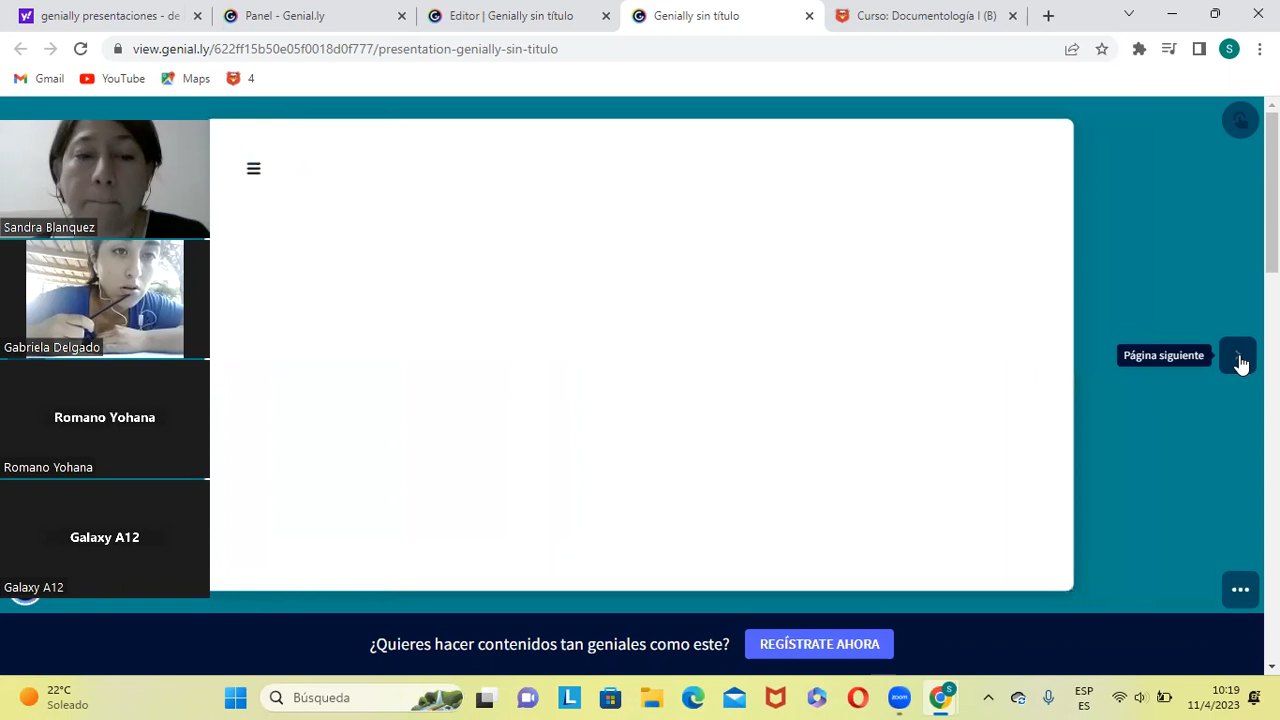 genially presentaciones - de
Panel - Genial.ly
Editor | Genially sin título
Genially sin título
Curso: Documentología I (B)
view.genial.ly/622ff15b50e05f0018d0f777/presentation-genially-sin-titulo
S
Gmail
YouTube
Maps
4
Sandra Blanquez
Gabriela Delgado
Romano Yohana
Romano Yohana
Galaxy A12
Galaxy A12
Página siguiente
¿Quieres hacer contenidos tan geniales como este?
REGÍSTRATE AHORA
22°C
Soleado
Búsqueda
L
zoom
S
ESP
ES
10:19
11/4/2023